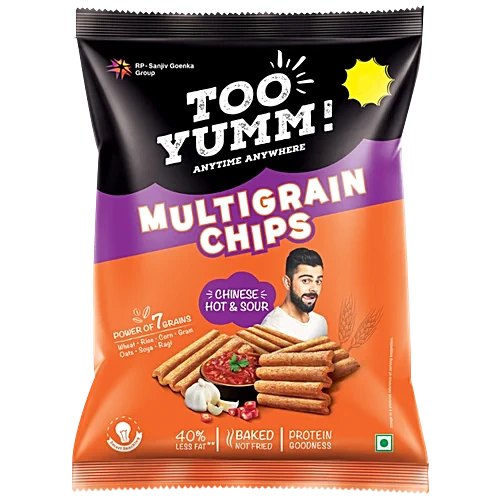 RP-Sanjiv Goenka
Group
TOO
YUMM!
ANYTIME ANYWHERE
MULTIGRAIN
CHIPS
CHINESE
HOT & SOUR
POWER OF 7 GRAINS
Wheat - Rice - Corn - Gram
Oats - Soya - Ragi
40%
LESS FAT**
BAKED
NOT FRIED
PROTEIN
GOODNESS